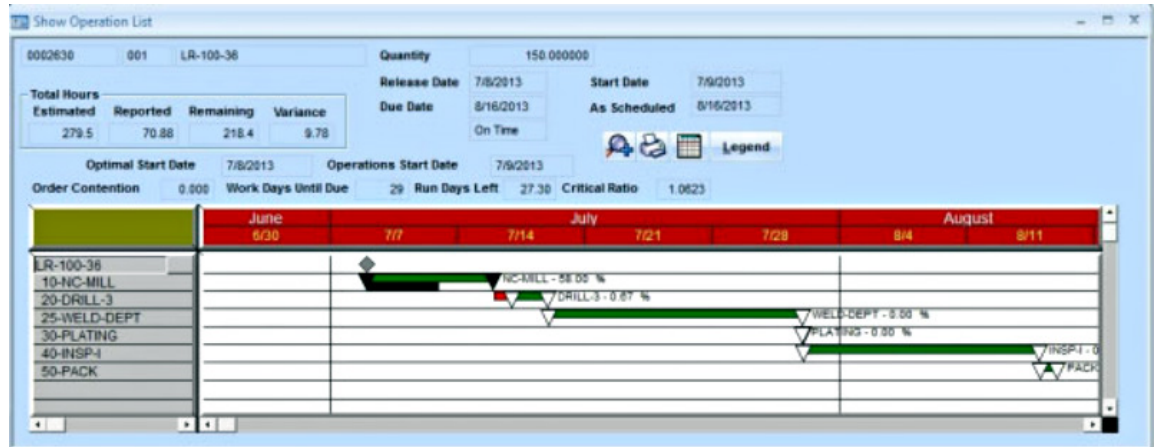 Show Operation List
0002630 001 LR-100-36 Quantity 150.000000
Release Date 7/8/2013 Start Date 7/9/2013
Total Hours
Estimated Reported Remaining Variance Due Date 8/16/2013 As Scheduled 8/16/2013
279.5 70.88 218.4 9.78 On Time
Legend
Optimal Start Date 7/8/2013 Operations Start Date 7/9/2013
Order Contention 0.000 Work Days Until Due 29 Run Days Left 27.30 Critical Ratio 1.0623
June July August
6/30 7/7 7/14 7/21 7/28 8/4 8/11
LR-100-36
10-NC-MILL NC-MILL - 58.00 %
20-DRILL-3 DRILL-3 - 0.67 %
25-WELD-DEPT WELD-DEPT - 0.00 %
30-PLATING PLATING - 0.00 %
40-INSP-I INSP-I - 0
50-PACK PACK